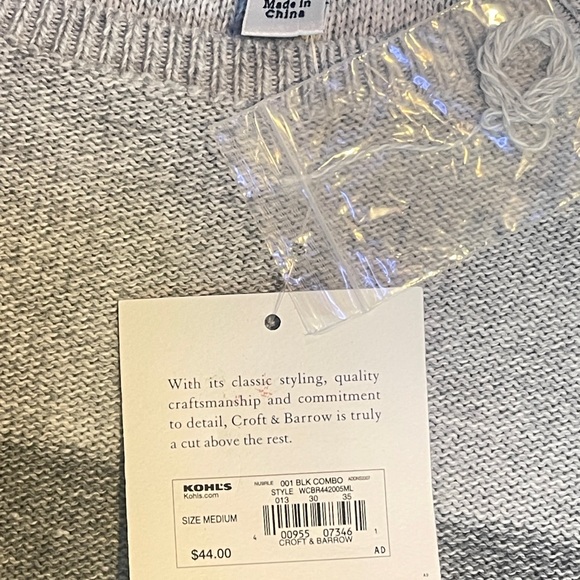 Made in
China
With its classic styling, quality
craftsmanship and commitment
to detail, Croft & Barrow is truly
a cut above the rest.
KOHL'S
Kohls.com
001 BLK COMBO
STYLE WCBR442005ML
013 30 35
SIZE MEDIUM
4 00955 07346 1
CROFT & BARROW
$44.00
AD